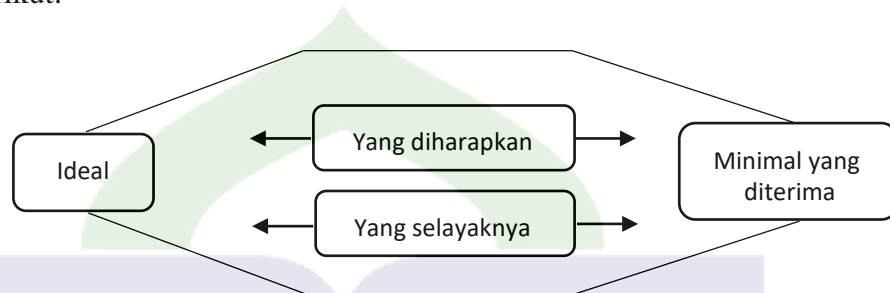 Yang diharapkan
Ideal
Minimal yang
diterima
Yang selayaknya